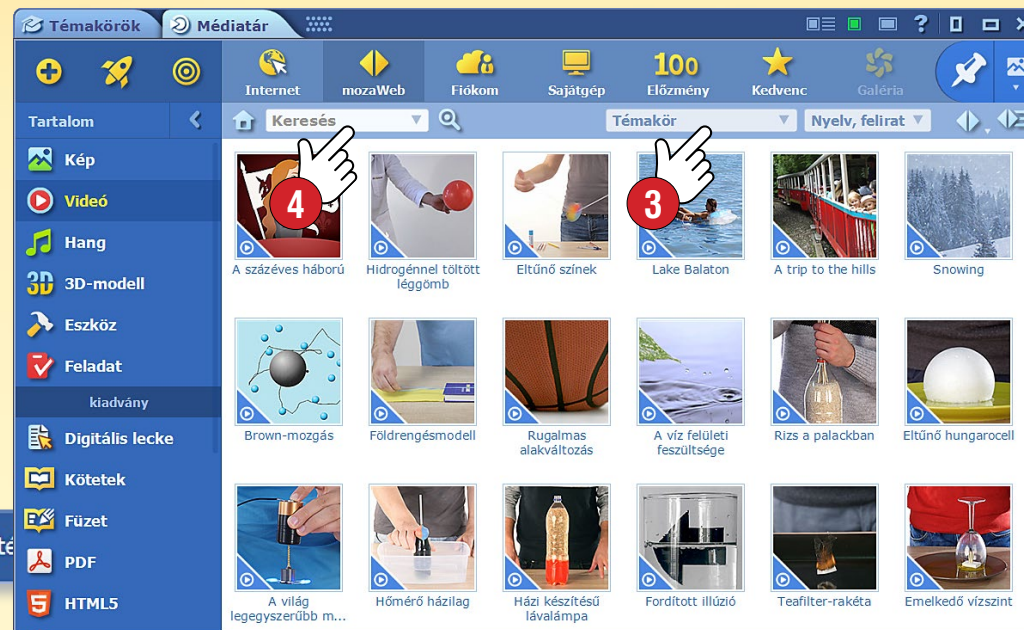 Témakörök Médiatár ?
Internet mozaWeb Fiókom Sajátgép 100 Előzmény Kedvenc Galéria
Tartalom Keresés Témakör Nyelv, felirat
4 3
Kép
Videó
Hang
3D 3D-modell
Eszköz
Feladat
kiadvány
Digitális lecke
Kötetek
Füzet
PDF
5 HTML5
té
A százéves háború
Hidrogénnel töltött
léggömb
Eltűnő színek
Lake Balaton
A trip to the hills
Snowing
Brown-mozgás
Földrengésmodell
Rugalmas
alakváltozás
A víz felületi
feszültsége
Rizs a palackban
Eltűnő hungarocell
A világ
legegyszerűbb m...
Hőmérő házilag
Házi készítésű
lávalámpa
Fordított illúzió
Teafilter-rakéta
Emelkedő vízszint